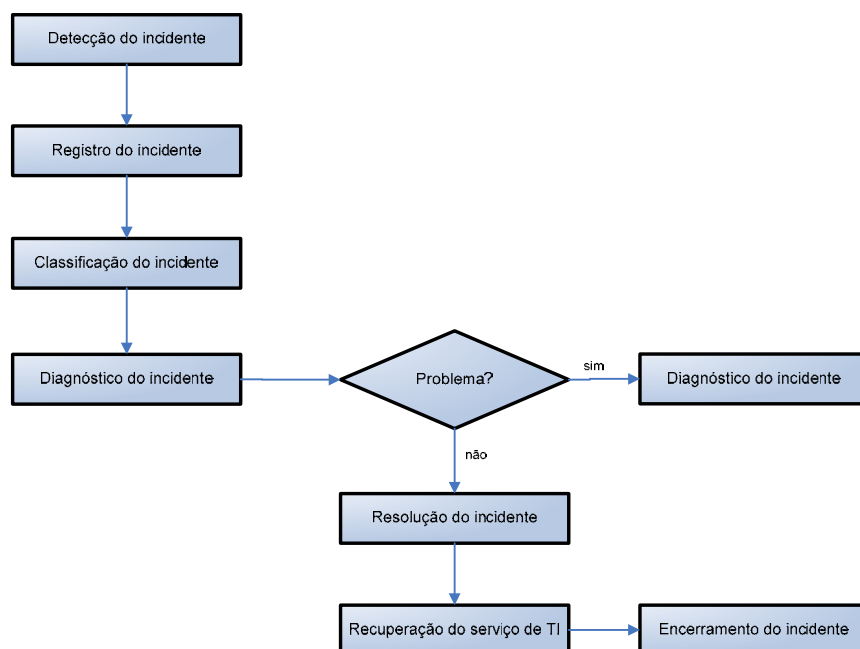 Detecção do incidente
Registro do incidente
Classificação do incidente
Diagnóstico do incidente
Problema?
sim
Diagnóstico do incidente
não
Resolução do incidente
Recuperação do serviço de TI
Encerramento do incidente